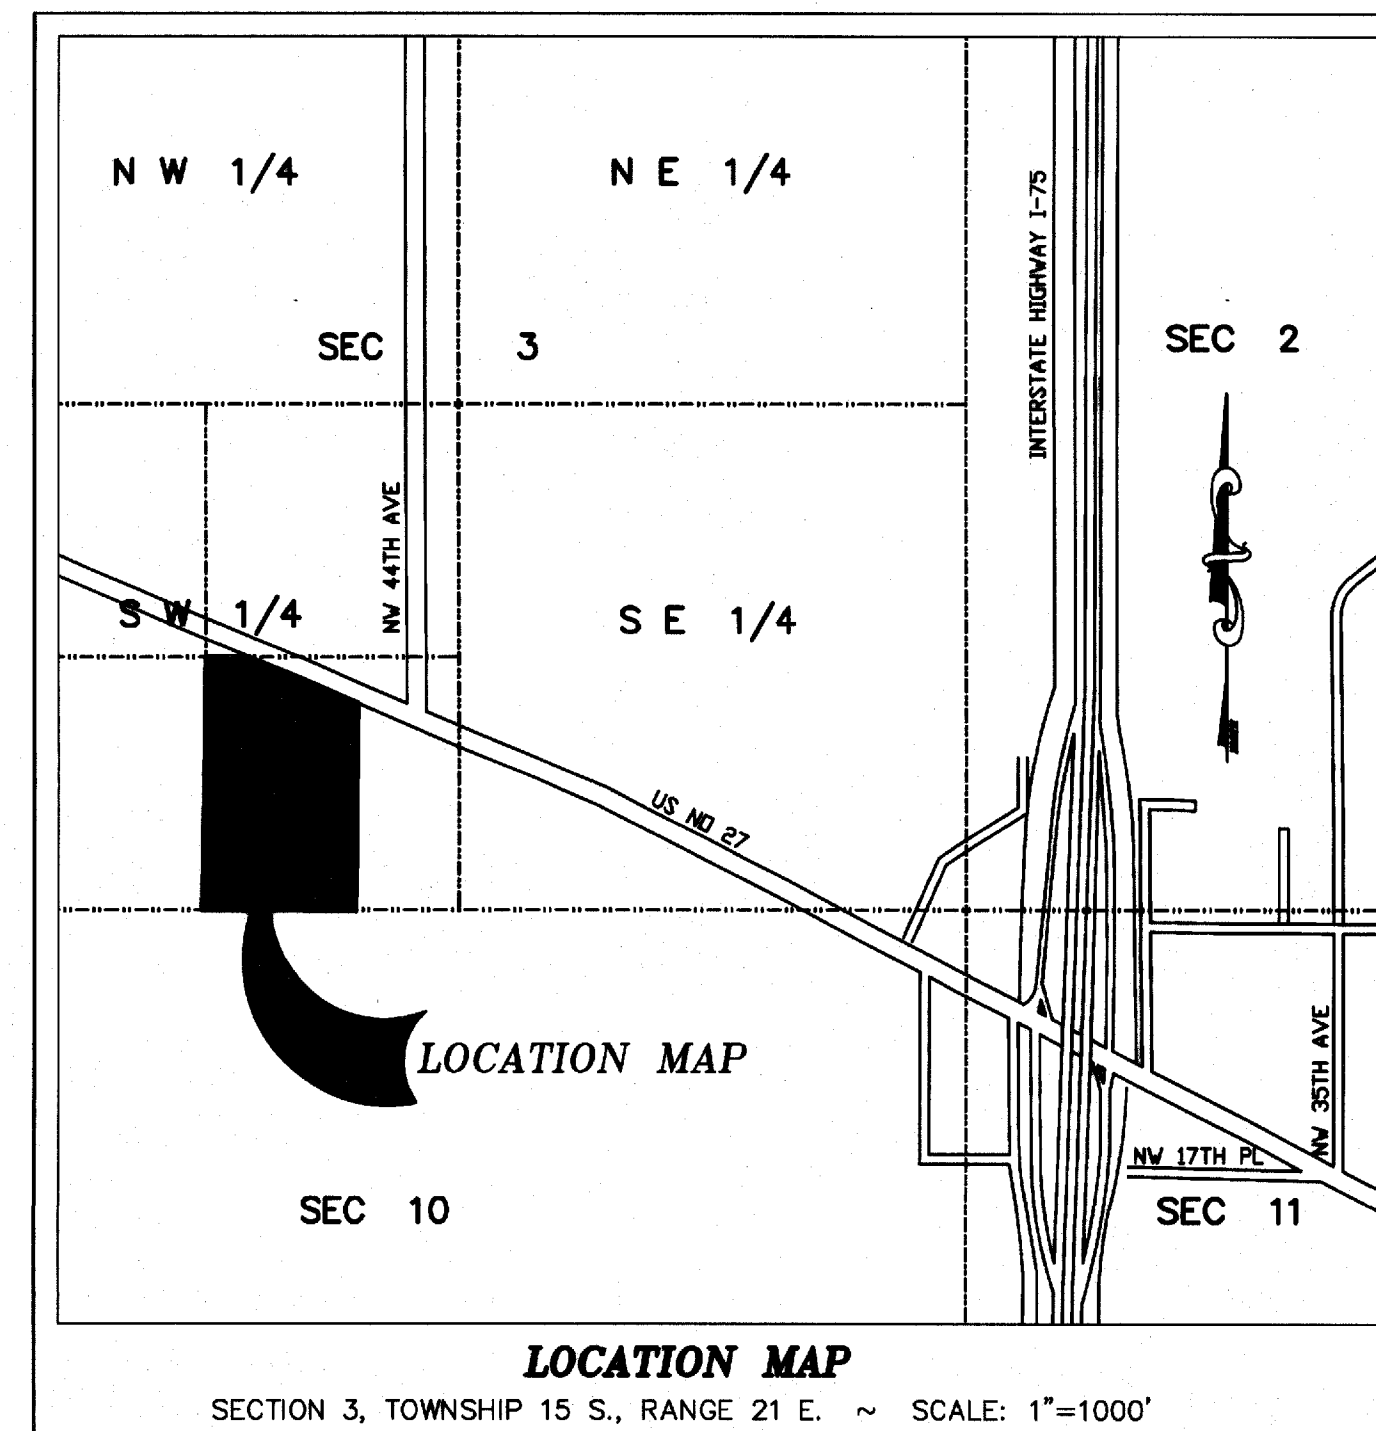 N W 1/4
N E 1/4
INTERSTATE HIGHWAY I-75
SEC 3
SEC 2
NW 44TH AVE
S W 1/4
S E 1/4
US NO 27
LOCATION MAP
NW 35TH AVE
NW 17TH PL
SEC 10
SEC 11
LOCATION MAP
SECTION 3, TOWNSHIP 15 S., RANGE 21 E. ~ SCALE: 1"=1000'